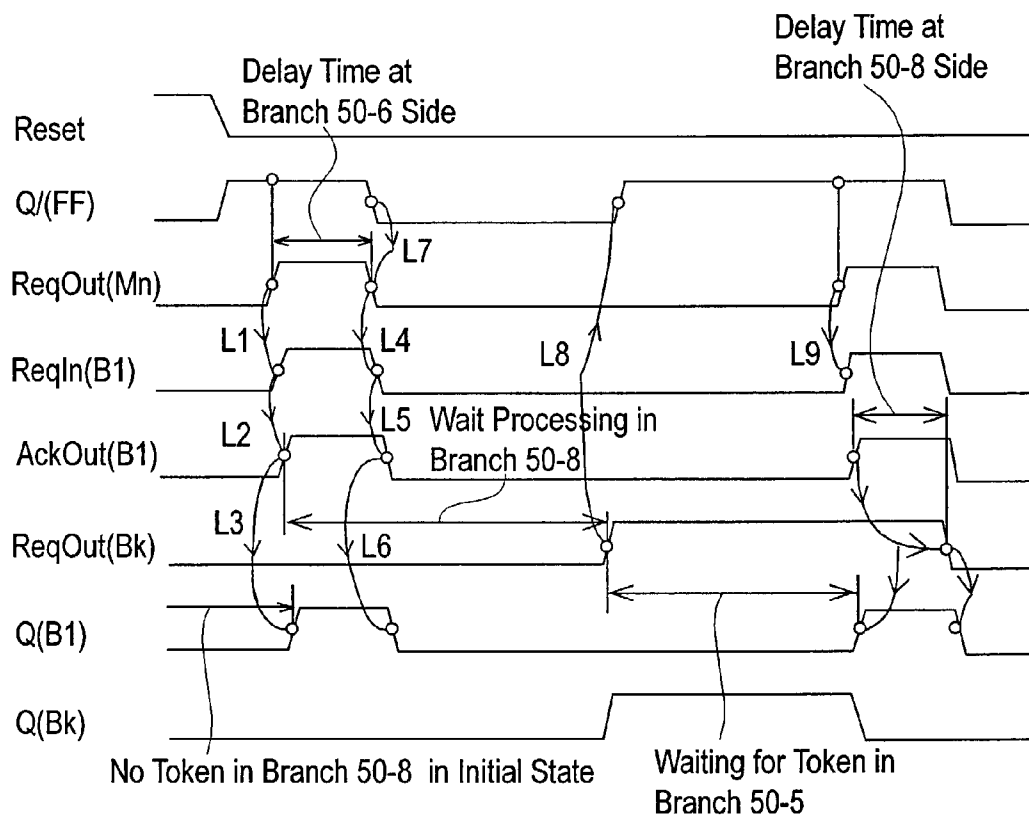 Delay Time at
Branch 50-8 Side
Delay Time at
Branch 50-6 Side
Reset
Q/(FF)
L7
ReqOut(Mn)
L1
L4
L8
L9
ReqIn(B1)
L2
L5
Wait Processing in
Branch 50-8
AckOut(B1)
L3
L6
ReqOut(Bk)
Q(B1)
Q(Bk)
No Token in Branch 50-8 in Initial State
Waiting for Token in
Branch 50-5